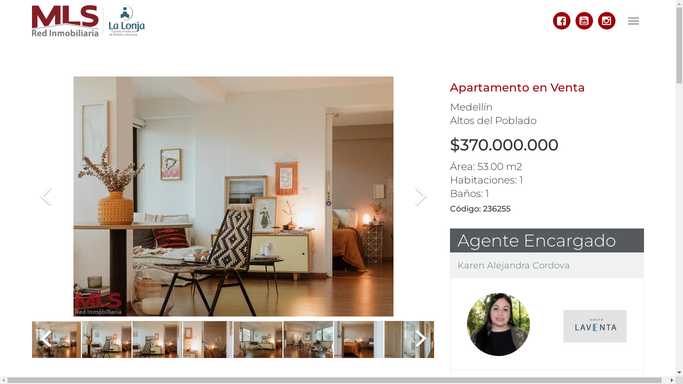 MLS
Red Inmobiliaria
La Lonja
Apartamento en Venta
Medellín
Altos del Poblado
$370.000.000
Área: 53.00 m2
Habitaciones: 1
Baños: 1
Código: 236255
Agente Encargado
Karen Alejandra Cordova
MLS
Red Inmobiliaria
LAVENTA